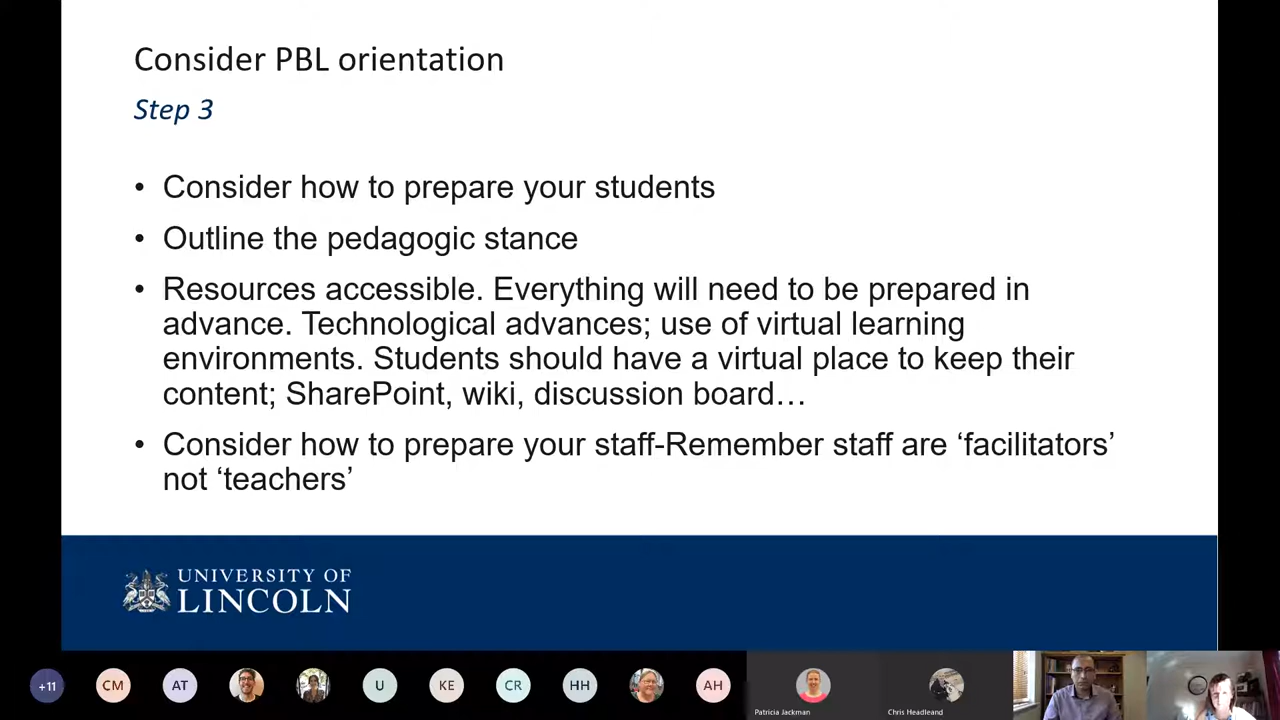 Consider PBL orientation
Step 3
• Consider how to prepare your students
• Outline the pedagogic stance
• Resources accessible. Everything will need to be prepared in
advance. Technological advances; use of virtual learning
environments. Students should have a virtual place to keep their
content; SharePoint, wiki, discussion board…
• Consider how to prepare your staff-Remember staff are ‘facilitators’
not ‘teachers’
UNIVERSITY OF
LINCOLN
+11 CM AT U KE CR HH AH
Patricia Jackman
Chris Headleand